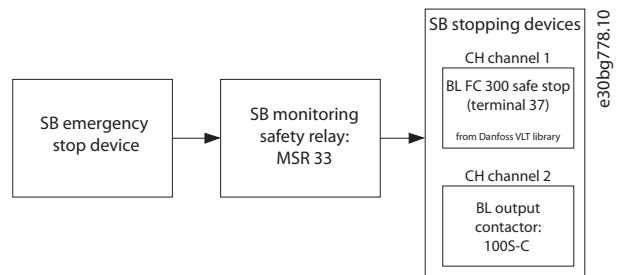 SB emergency
stop device
SB monitoring
safety relay:
MSR 33
SB stopping devices
CH channel 1
BL FC 300 safe stop
(terminal 37)
from Danfoss VLT library
CH channel 2
BL output
contactor:
100S-C
e30bg778.10